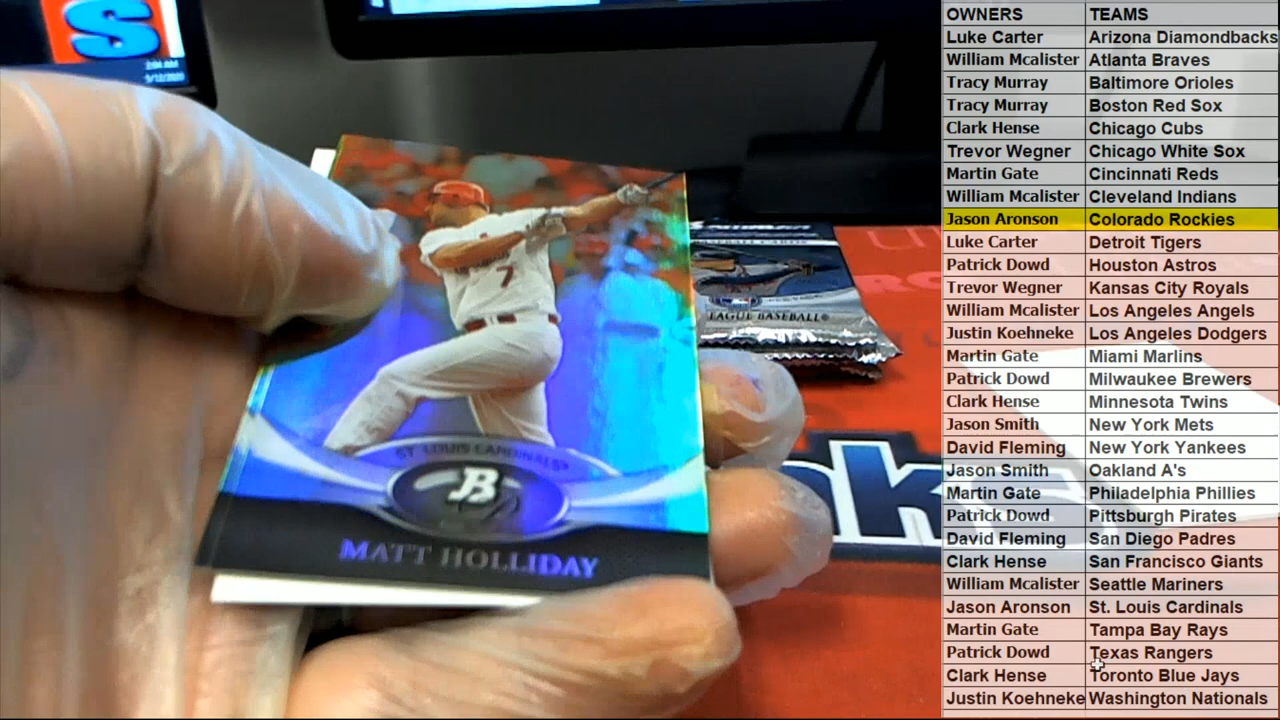 S
2:04 AM
5/12/2020
7
LEAGUE BASEBALL
ST. LOUIS CARDINALS
B
MATT HOLLIDAY
OWNERS TEAMS
Luke Carter Arizona Diamondbacks
William Mcalister Atlanta Braves
Tracy Murray Baltimore Orioles
Tracy Murray Boston Red Sox
Clark Hense Chicago Cubs
Trevor Wegner Chicago White Sox
Martin Gate Cincinnati Reds
William Mcalister Cleveland Indians
Jason Aronson Colorado Rockies
Luke Carter Detroit Tigers
Patrick Dowd Houston Astros
Trevor Wegner Kansas City Royals
William Mcalister Los Angeles Angels
Justin Koehneke Los Angeles Dodgers
Martin Gate Miami Marlins
Patrick Dowd Milwaukee Brewers
Clark Hense Minnesota Twins
Jason Smith New York Mets
David Fleming New York Yankees
Jason Smith Oakland A's
Martin Gate Philadelphia Phillies
Patrick Dowd Pittsburgh Pirates
David Fleming San Diego Padres
Clark Hense San Francisco Giants
William Mcalister Seattle Mariners
Jason Aronson St. Louis Cardinals
Martin Gate Tampa Bay Rays
Patrick Dowd Texas Rangers
Clark Hense Toronto Blue Jays
Justin Koehneke Washington Nationals